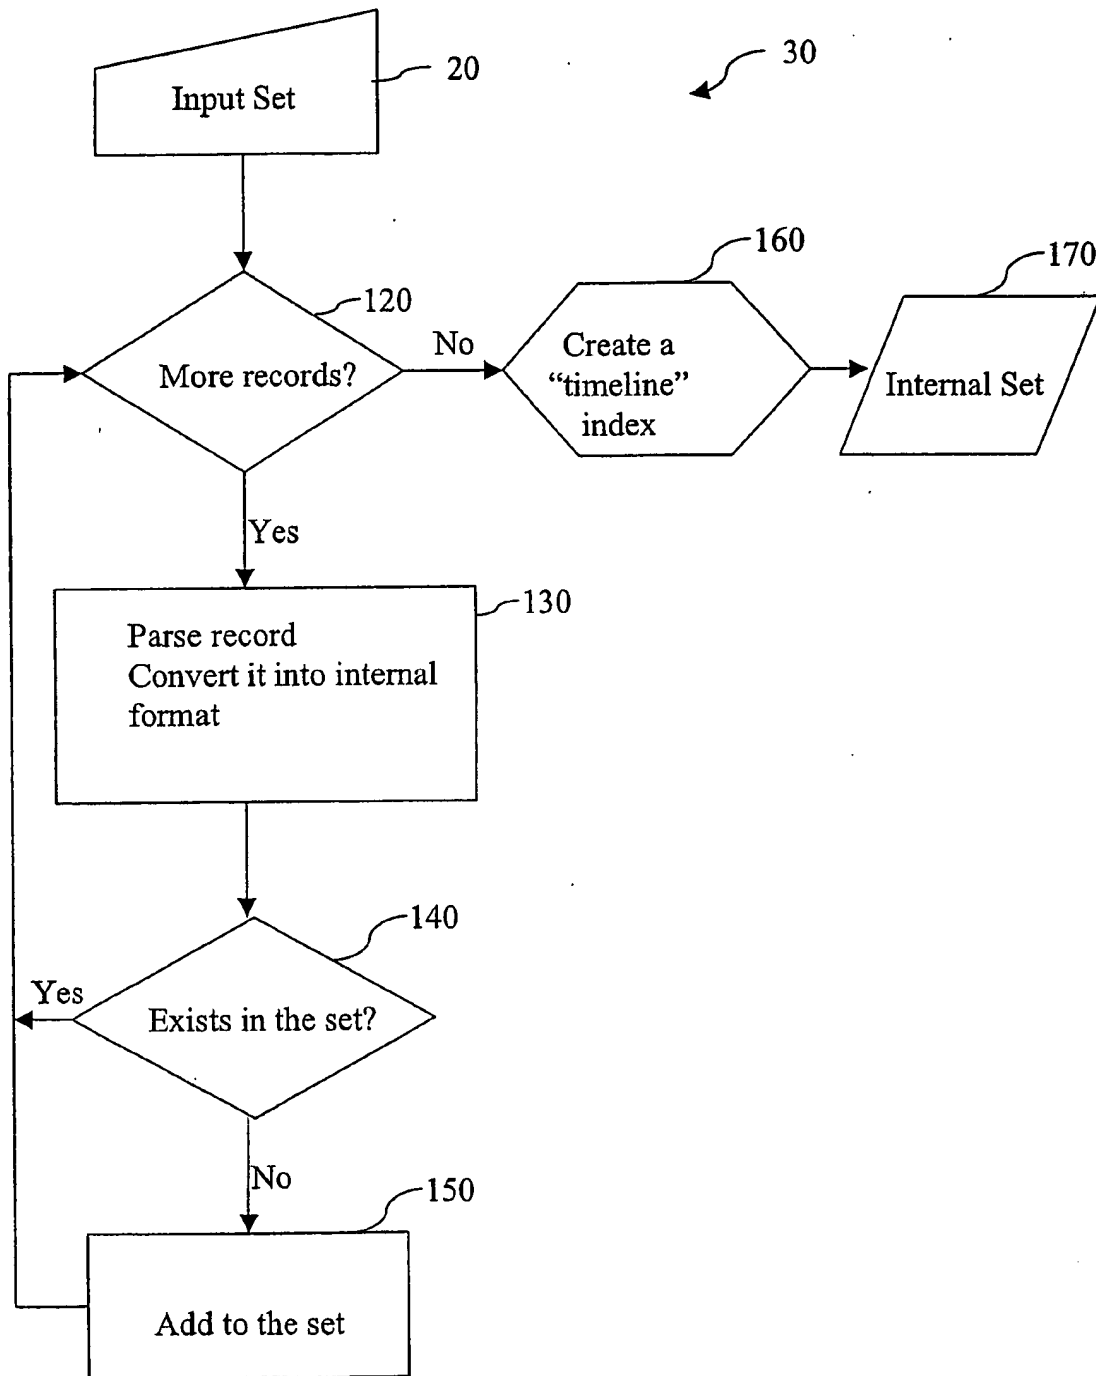 Input Set
20
30
120
More records?
No
160
Create a
“timeline”
index
170
Internal Set
Yes
130
Parse record
Convert it into internal
format
140
Yes
Exists in the set?
No
150
Add to the set